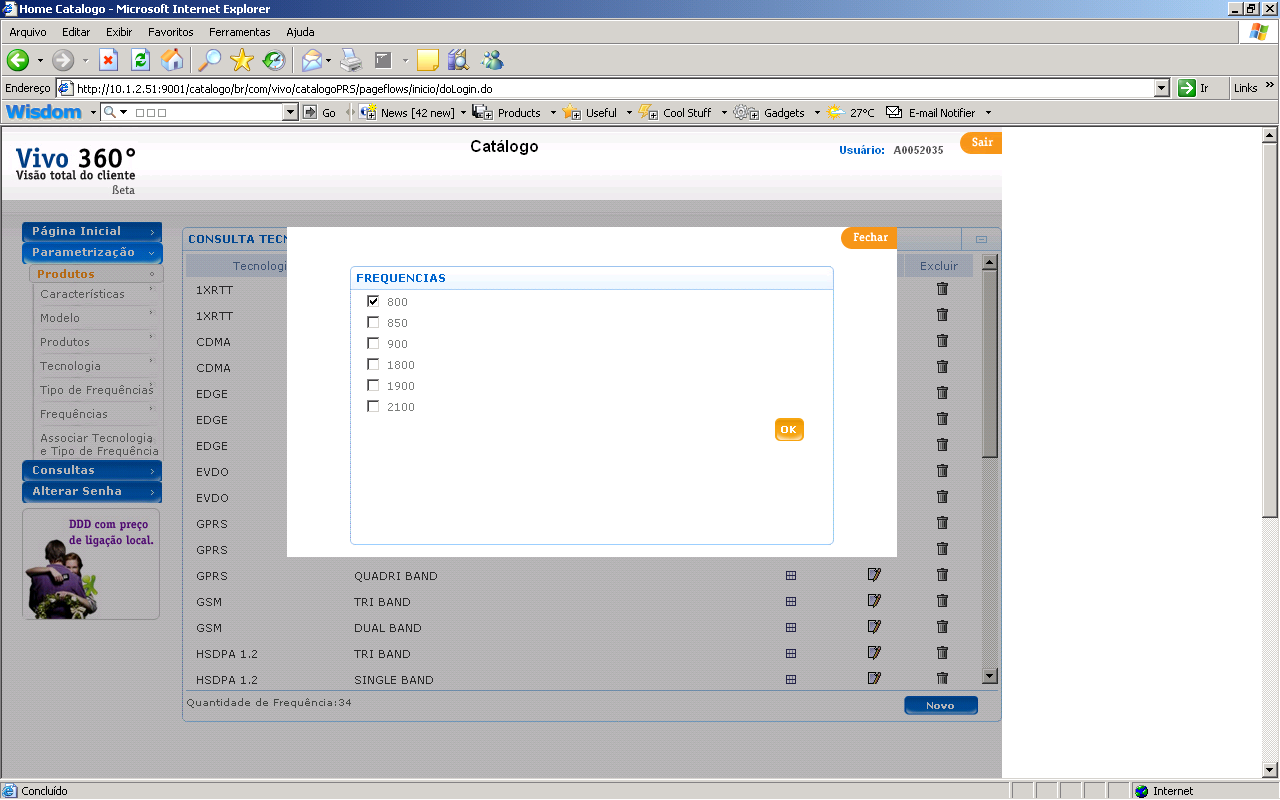 Home Catalogo - Microsoft Internet Explorer
Arquivo Editar Exibir Favoritos Ferramentas Ajuda
Endereço http://10.1.2.51:9001/catalogo/br/com/vivo/catalogoPRS/pageflows/inicio/doLogin.do Ir Links »
Wisdom Go News [42 new] Products Useful Cool Stuff Gadgets 27°C E-mail Notifier
Vivo 360°
Visão total do cliente
ßeta
Catálogo
Usuário: A0052035
Sair
Página Inicial
Parametrização
Produtos
Características
Modelo
Produtos
Tecnologia
Tipo de Frequências
Frequências
Associar Tecnologia
e Tipo de Frequência
Consultas
Alterar Senha
DDD com preço
de ligação local.
CONSULTA TECN
Tecnologi Excluir
1XRTT
1XRTT
CDMA
CDMA
EDGE
EDGE
EDGE
EVDO
EVDO
GPRS
GPRS
GPRS QUADRI BAND
GSM TRI BAND
GSM DUAL BAND
HSDPA 1.2 TRI BAND
HSDPA 1.2 SINGLE BAND
Quantidade de Frequência:34
Novo
Fechar
FREQUENCIAS
800
850
900
1800
1900
2100
OK
Concluído Internet